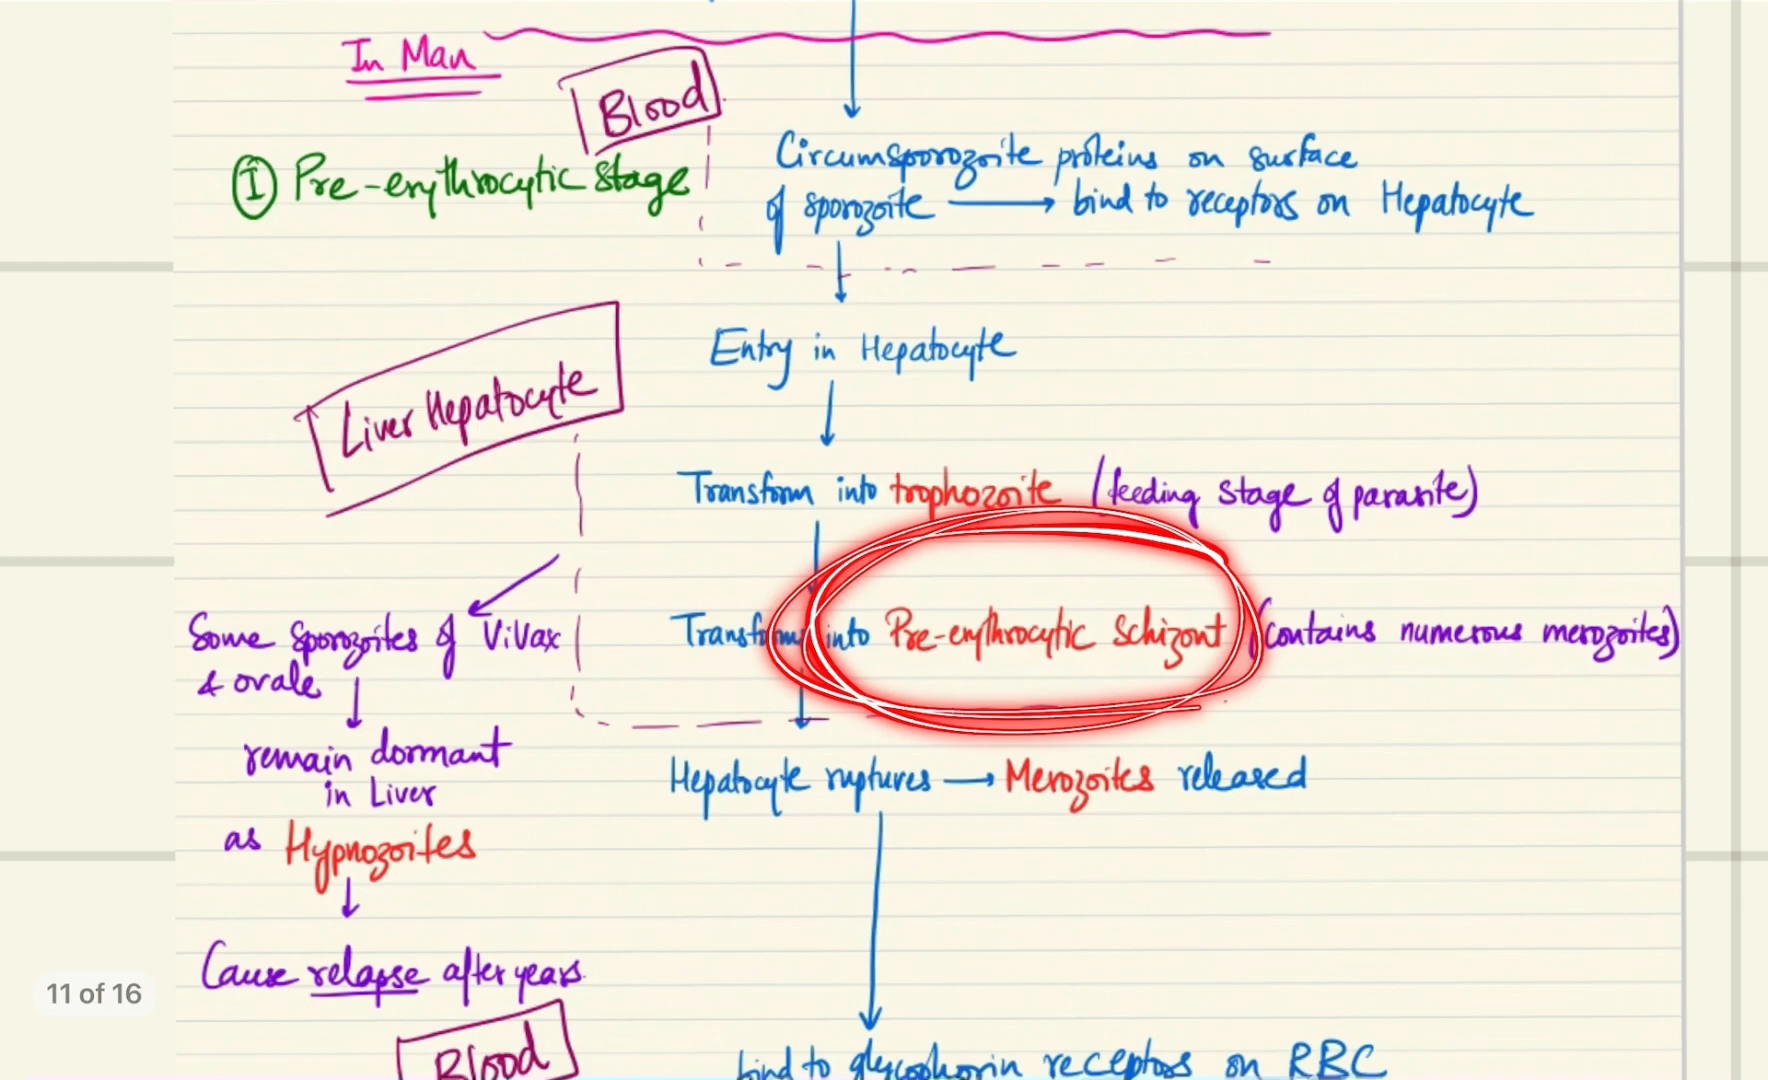 In Man
Blood
I Pre-erythrocytic Stage
Circumsporozoite proteins on surface
of sporozoite → bind to receptors on Hepatocyte
Entry in Hepatocyte
Liver Hepatocyte
Transform into trophozoite (feeding stage of parasite)
Transform into Pre-erythrocytic Schizont (contains numerous merozoites)
Some sporozoites of Vivax
& ovale
remain dormant
in Liver
as Hypnozoites
Cause relapse after years.
Hepatocyte ruptures → Merozoites released
Blood
bind to glycophorin receptors on RBC
11 of 16